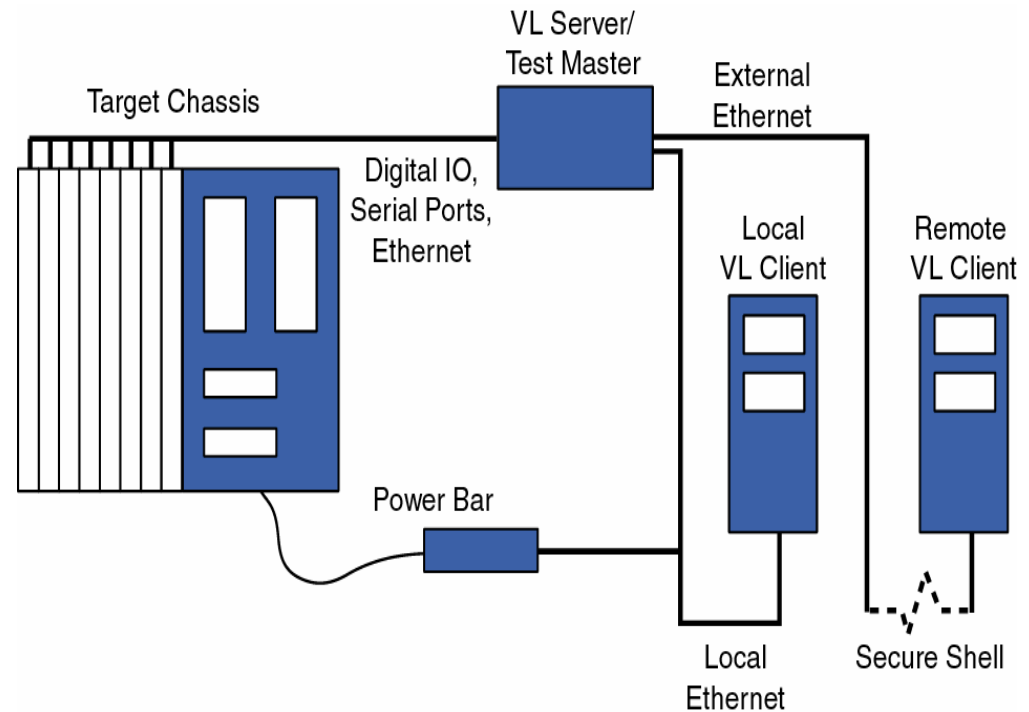 VL Server/
Test Master
Target Chassis
External
Ethernet
Digital IO,
Serial Ports,
Ethernet
Local
VL Client
Remote
VL Client
Power Bar
Local
Ethernet
Secure Shell